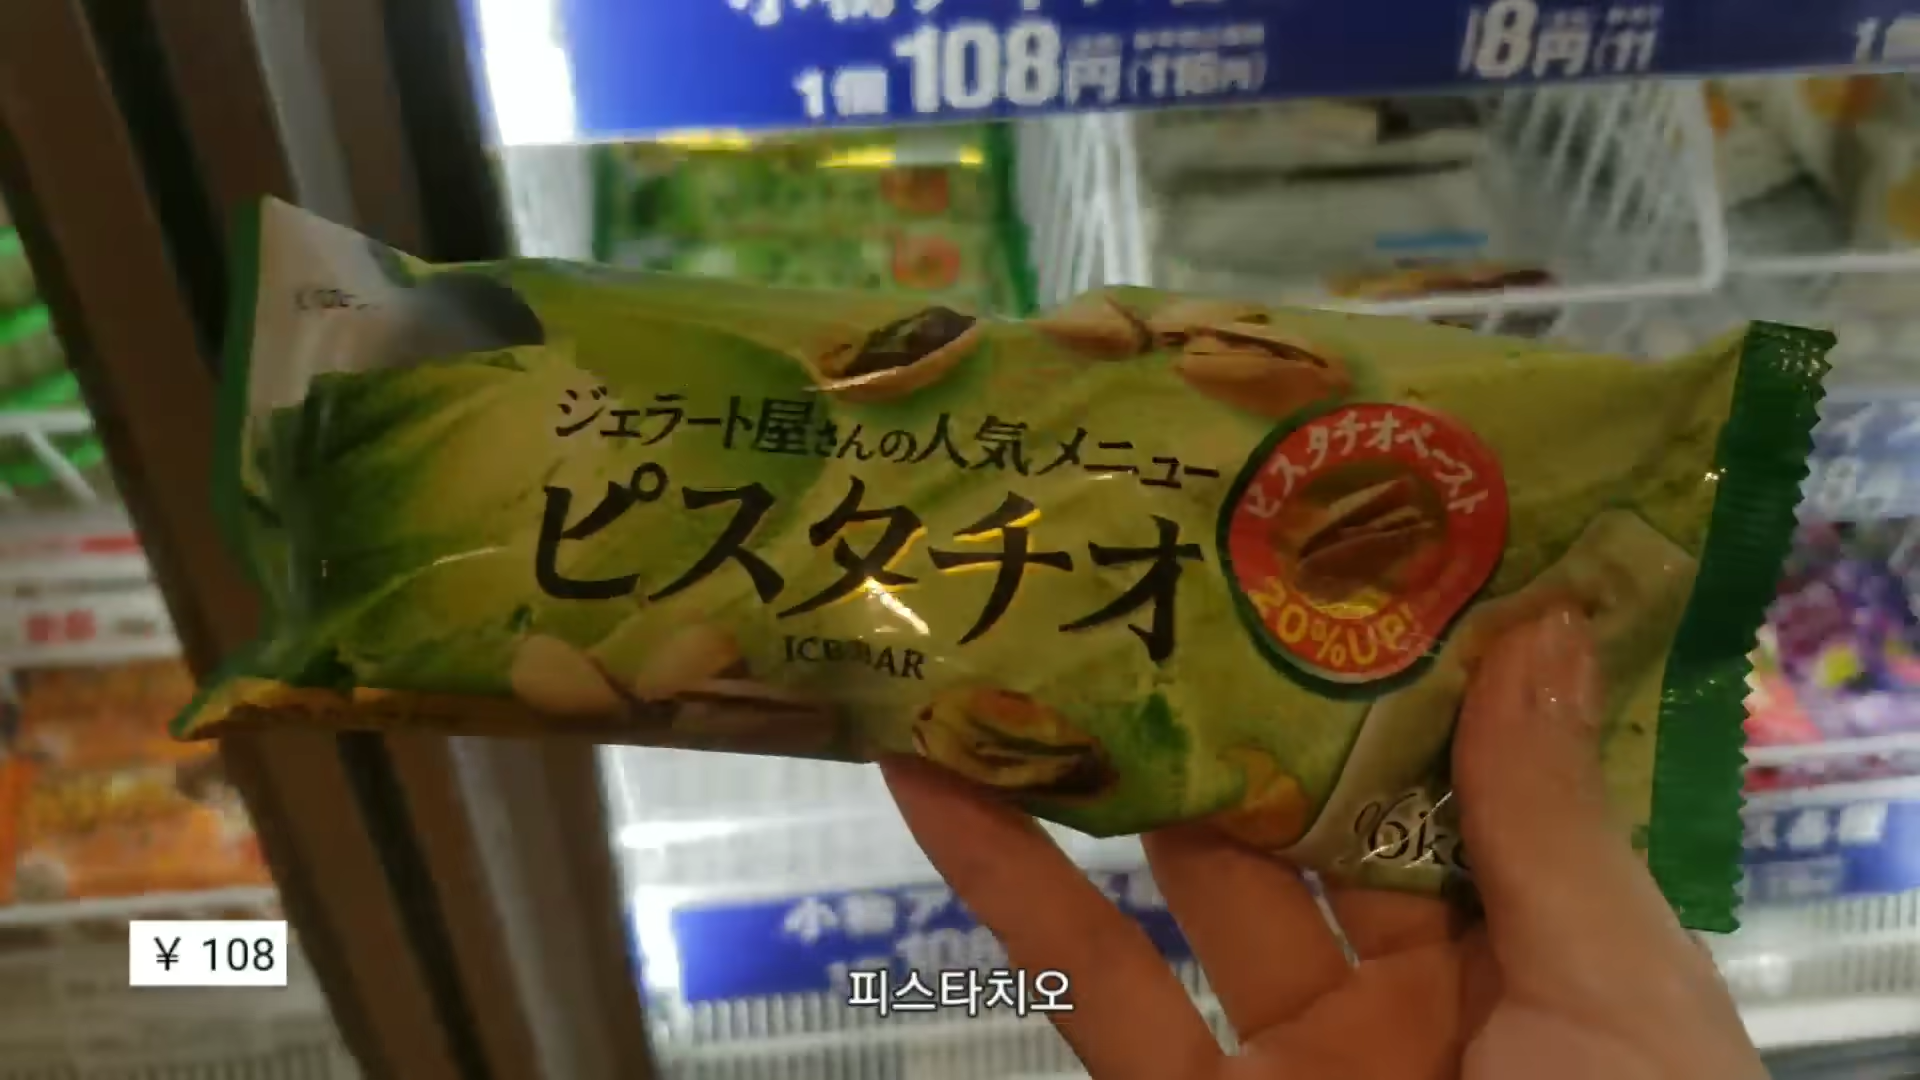 1個108円(116円)
8円(11
ジェラート屋さんの人気メニュー
ピスタチオ
ICE BAR
ピスタチオペースト
20%UP!
¥ 108
피스타치오